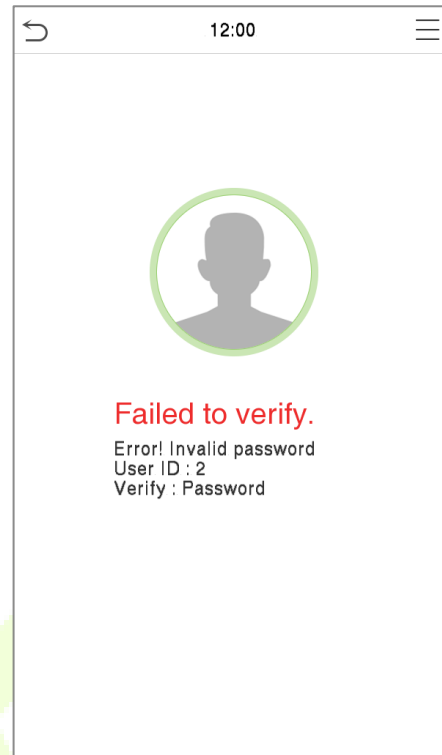 12:00
Failed to verify.
Error! Invalid password
User ID : 2
Verify : Password